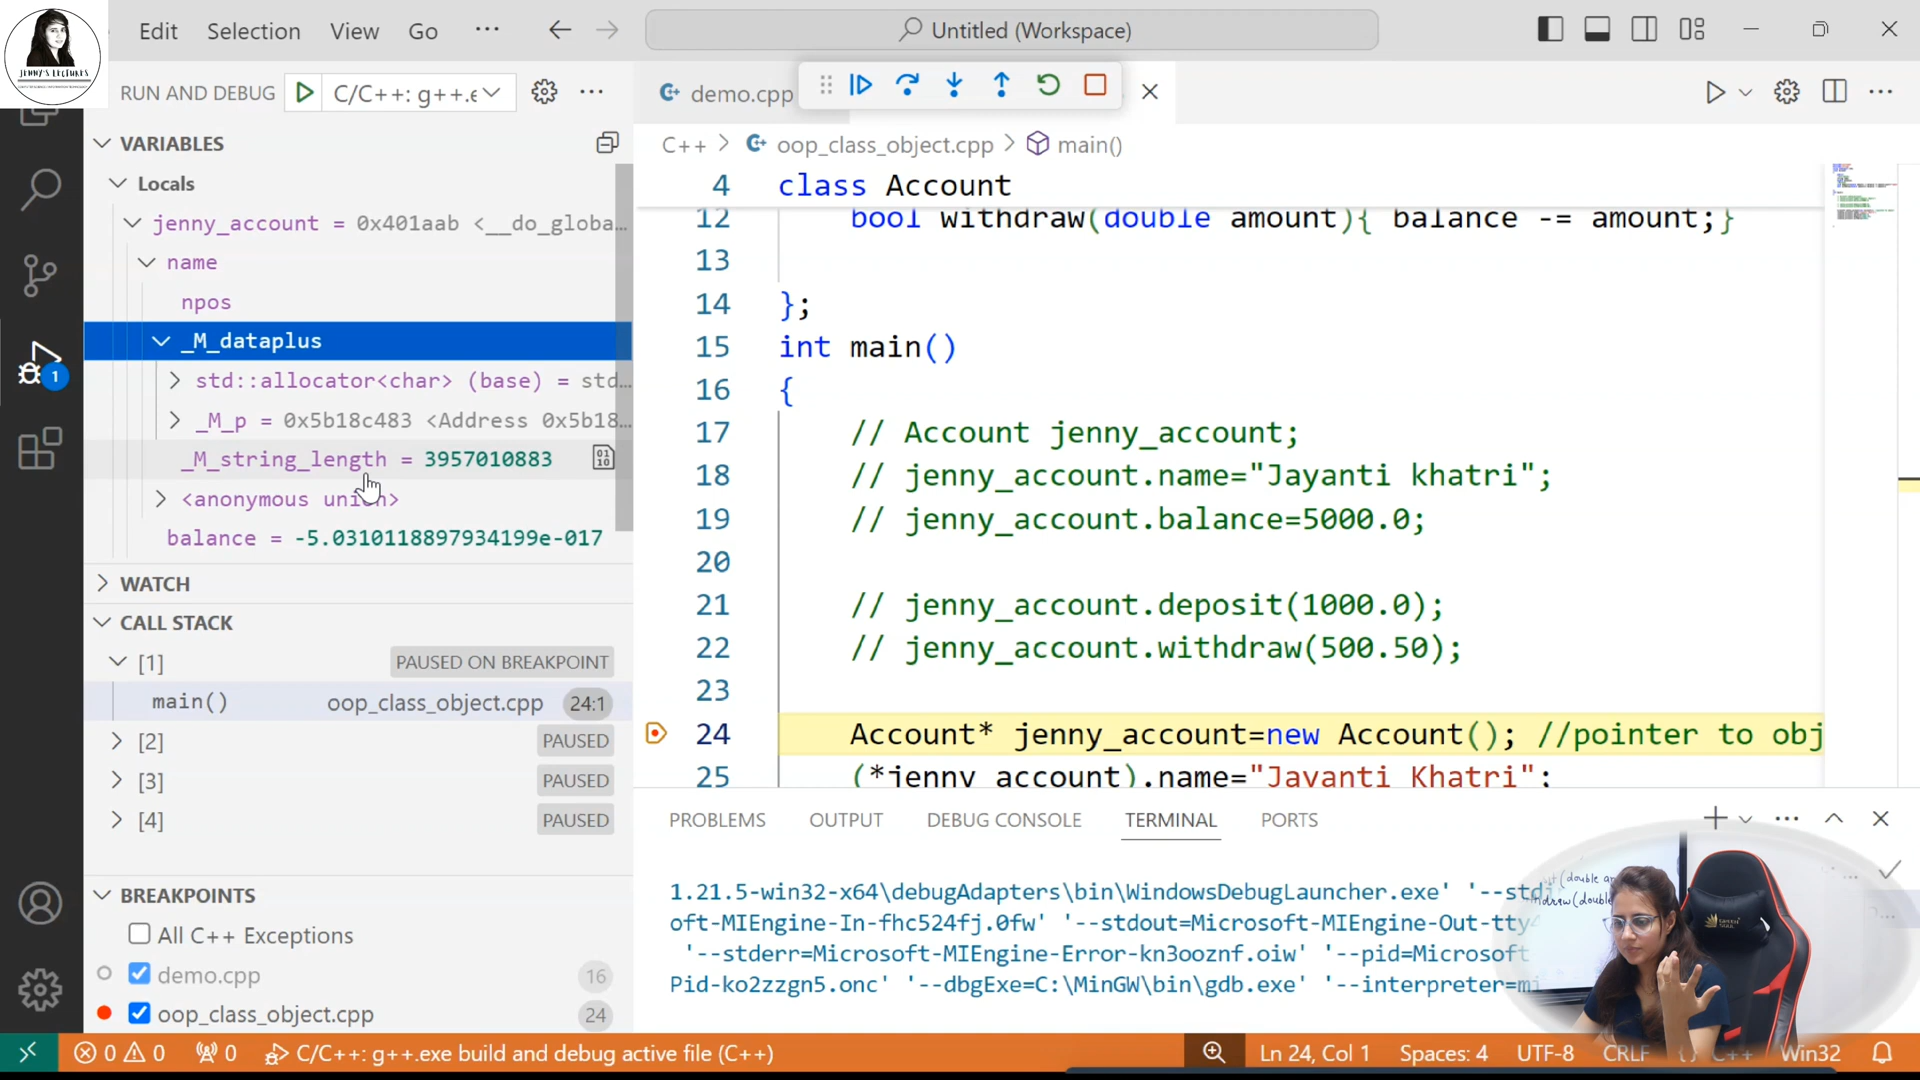 JENNY'S LECTURES
Edit Selection View Go ···
Untitled (Workspace)
RUN AND DEBUG C/C++: g++.e
demo.cpp
C++ > oop_class_object.cpp > main()
VARIABLES
Locals
jenny_account = 0x401aab <__do_globa...
name
npos
_M_dataplus
std::allocator<char> (base) = std...
_M_p = 0x5b18c483 <Address 0x5b18...
_M_string_length = 3957010883
<anonymous union>
balance = -5.0310118897934199e-017
WATCH
CALL STACK
[1] PAUSED ON BREAKPOINT
main() oop_class_object.cpp 24:1
[2] PAUSED
[3] PAUSED
[4] PAUSED
BREAKPOINTS
All C++ Exceptions
demo.cpp 16
oop_class_object.cpp 24
4 class Account
12 bool withdraw(double amount){ balance -= amount;}
13
14 };
15 int main()
16 {
17 // Account jenny_account;
18 // jenny_account.name="Jayanti khatri";
19 // jenny_account.balance=5000.0;
20
21 // jenny_account.deposit(1000.0);
22 // jenny_account.withdraw(500.50);
23
24 Account* jenny_account=new Account(); //pointer to obj
25 (*jenny_account).name="Jayanti Khatri";
PROBLEMS OUTPUT DEBUG CONSOLE TERMINAL PORTS
1.21.5-win32-x64\debugAdapters\bin\WindowsDebugLauncher.exe' '--std
oft-MIEngine-In-fhc524fj.0fw' '--stdout=Microsoft-MIEngine-Out-tty
'--stderr=Microsoft-MIEngine-Error-kn3ooznf.oiw' '--pid=Microsoft
Pid-ko2zzgn5.onc' '--dbgExe=C:\MinGW\bin\gdb.exe' '--interpreter=mi
0 0 0 C/C++: g++.exe build and debug active file (C++) Ln 24, Col 1 Spaces: 4 UTF-8 CRLF {} C++ Win32